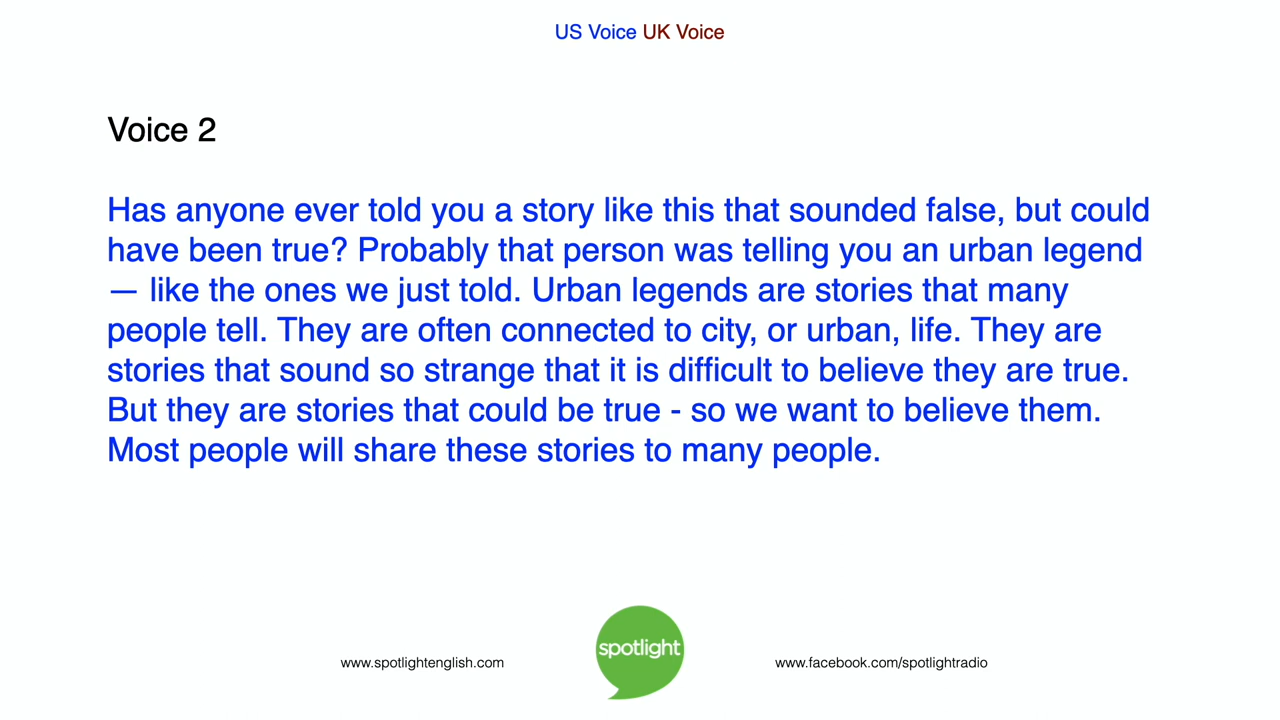 US Voice UK Voice
Voice 2
Has anyone ever told you a story like this that sounded false, but could
have been true? Probably that person was telling you an urban legend
— like the ones we just told. Urban legends are stories that many
people tell. They are often connected to city, or urban, life. They are
stories that sound so strange that it is difficult to believe they are true.
But they are stories that could be true - so we want to believe them.
Most people will share these stories to many people.
www.spotlightenglish.com
spotlight
www.facebook.com/spotlightradio